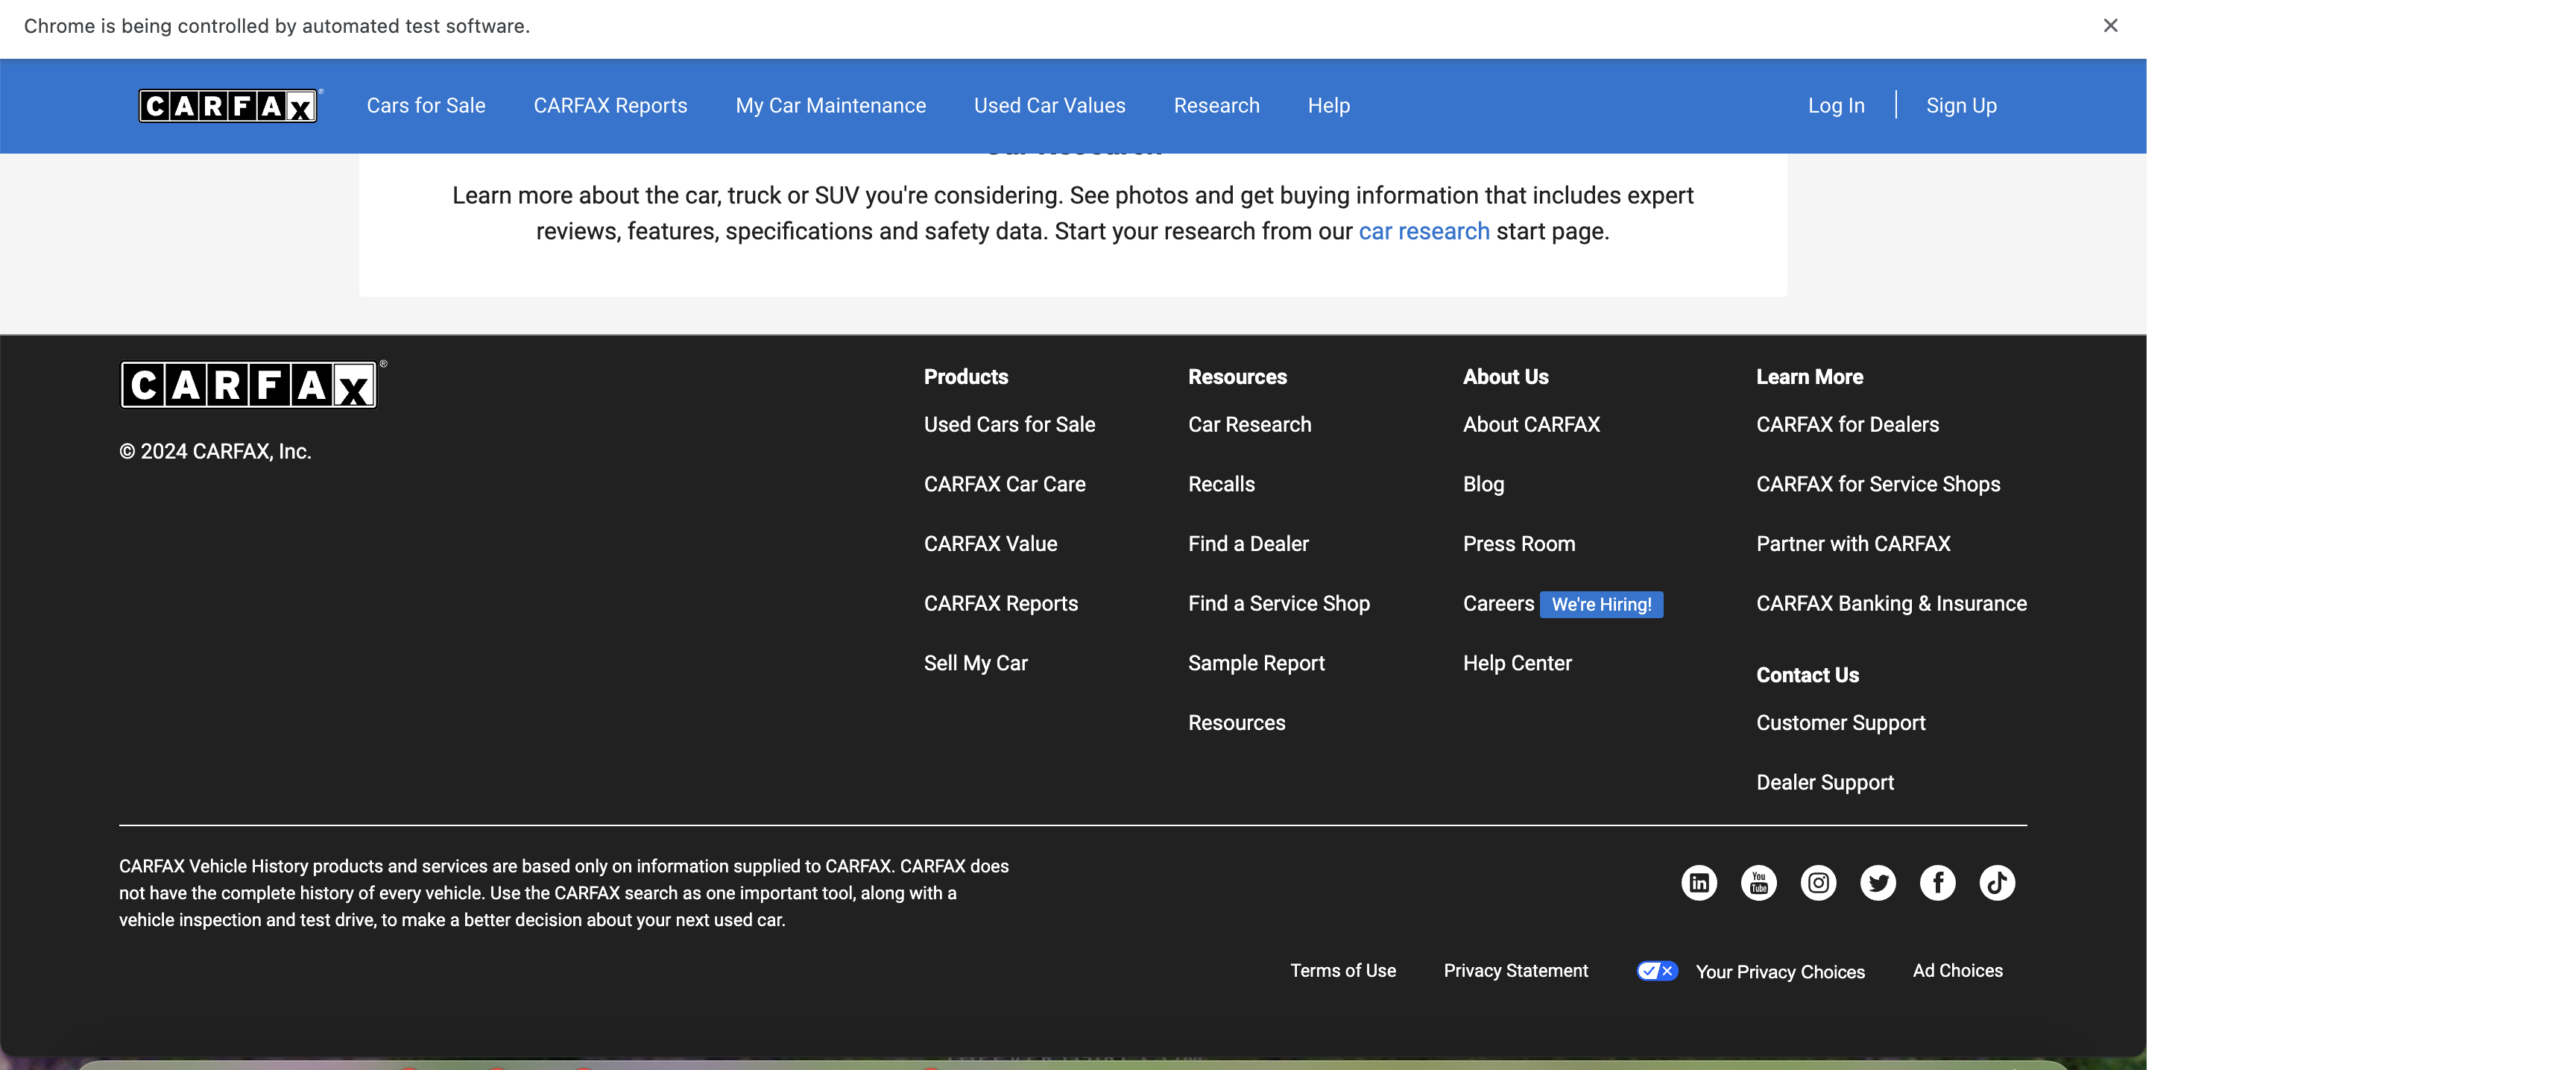 Chrome is being controlled by automated test software.
CARFAX
Cars for Sale
CARFAX Reports
My Car Maintenance
Used Car Values
Research
Help
Log In
Sign Up
Learn more about the car, truck or SUV you're considering. See photos and get buying information that includes expert
reviews, features, specifications and safety data. Start your research from our car research start page.
CARFAX®
© 2024 CARFAX, Inc.
Products
Used Cars for Sale
CARFAX Car Care
CARFAX Value
CARFAX Reports
Sell My Car
Resources
Car Research
Recalls
Find a Dealer
Find a Service Shop
Sample Report
Resources
About Us
About CARFAX
Blog
Press Room
Careers We're Hiring!
Help Center
Learn More
CARFAX for Dealers
CARFAX for Service Shops
Partner with CARFAX
CARFAX Banking & Insurance
Contact Us
Customer Support
Dealer Support
CARFAX Vehicle History products and services are based only on information supplied to CARFAX. CARFAX does
not have the complete history of every vehicle. Use the CARFAX search as one important tool, along with a
vehicle inspection and test drive, to make a better decision about your next used car.
in
You Tube
Terms of Use
Privacy Statement
Your Privacy Choices
Ad Choices